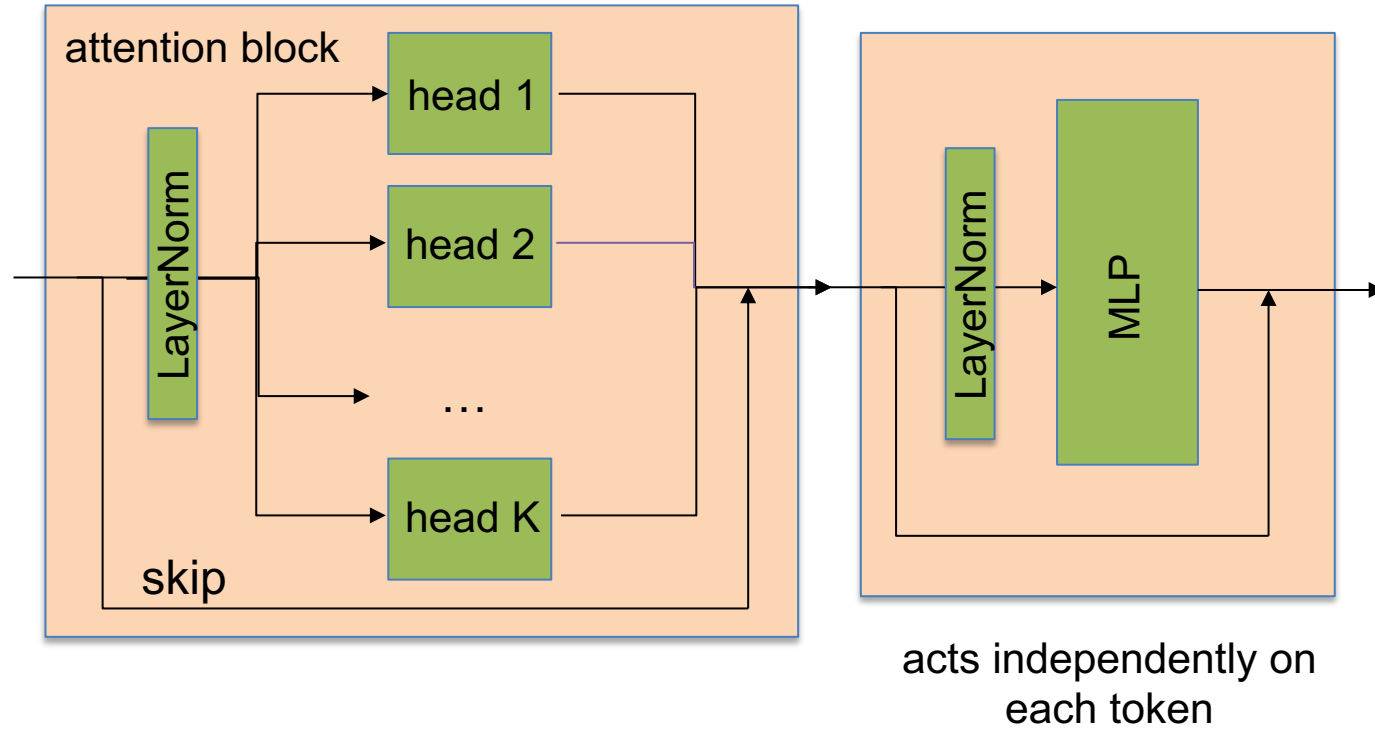 attention block
LayerNorm
head 1
head 2
...
head K
skip
LayerNorm
MLP
acts independently on
each token